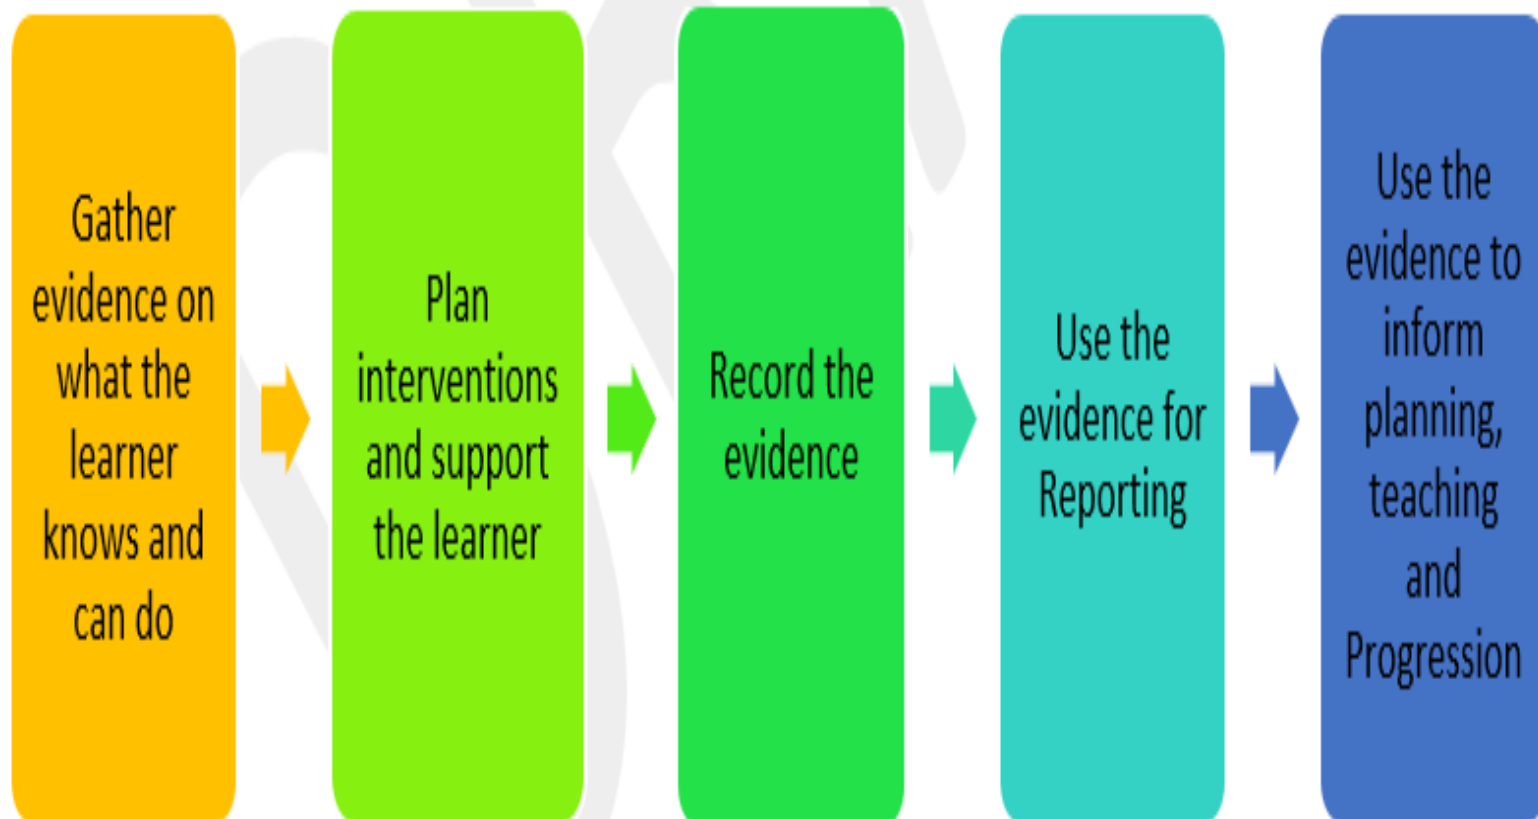 Gather
evidence on
what the
learner
knows and
can do
Plan
interventions
and support
the learner
Record the
evidence
Use the
evidence for
Reporting
Use the
evidence to
inform
planning,
teaching
and
Progression